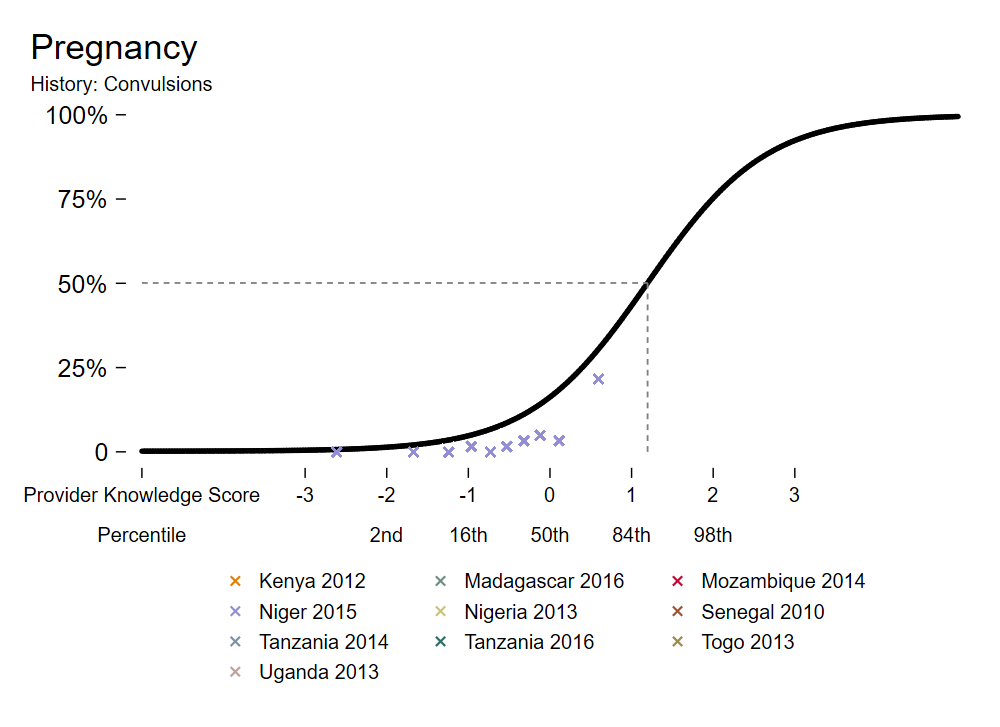 Pregnancy
History: Convulsions
100%
75%
50%
25%
0
Provider Knowledge Score -3 -2 -1 0 1 2 3
Percentile 2nd 16th 50th 84th 98th
Kenya 2012 Madagascar 2016 Mozambique 2014
Niger 2015 Nigeria 2013 Senegal 2010
Tanzania 2014 Tanzania 2016 Togo 2013
Uganda 2013